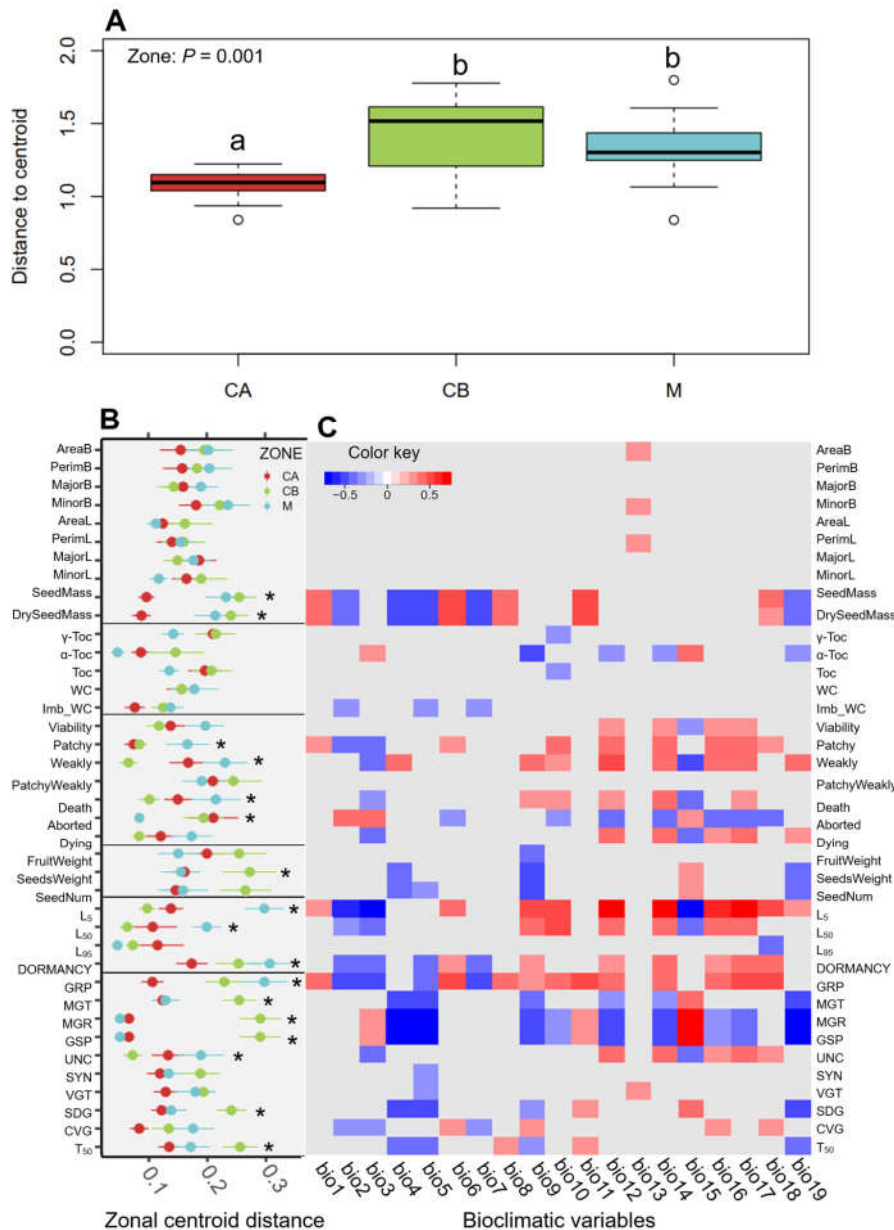 A
Zone: P = 0.001
Distance to centroid
2.0
1.5
1.0
0.5
0.0
a
b
b
CA
CB
M
B
ZONE
CA
CB
M
AreaB
PerimB
MajorB
MinorB
AreaL
PerimL
MajorL
MinorL
SeedMass
*
DrySeedMass
*
γ-Toc
α-Toc
Toc
WC
Imb_WC
Viability
Patchy
*
Weakly
*
PatchyWeakly
Death
*
Aborted
*
Dying
FruitWeight
SeedsWeight
*
SeedNum
L5
*
L50
*
L95
DORMANCY
*
GRP
*
MGT
*
MGR
*
GSP
*
UNC
*
SYN
VGT
SDG
*
CVG
T50
*
0.1
0.2
0.3
Zonal centroid distance
C
Color key
−0.5
0
0.5
AreaB
PerimB
MajorB
MinorB
AreaL
PerimL
MajorL
MinorL
SeedMass
DrySeedMass
γ-Toc
α-Toc
Toc
WC
Imb_WC
Viability
Patchy
Weakly
PatchyWeakly
Death
Aborted
Dying
FruitWeight
SeedsWeight
SeedNum
L5
L50
L95
DORMANCY
GRP
MGT
MGR
GSP
UNC
SYN
VGT
SDG
CVG
T50
bio1
bio2
bio3
bio4
bio5
bio6
bio7
bio8
bio9
bio10
bio11
bio12
bio13
bio14
bio15
bio16
bio17
bio18
bio19
Bioclimatic variables